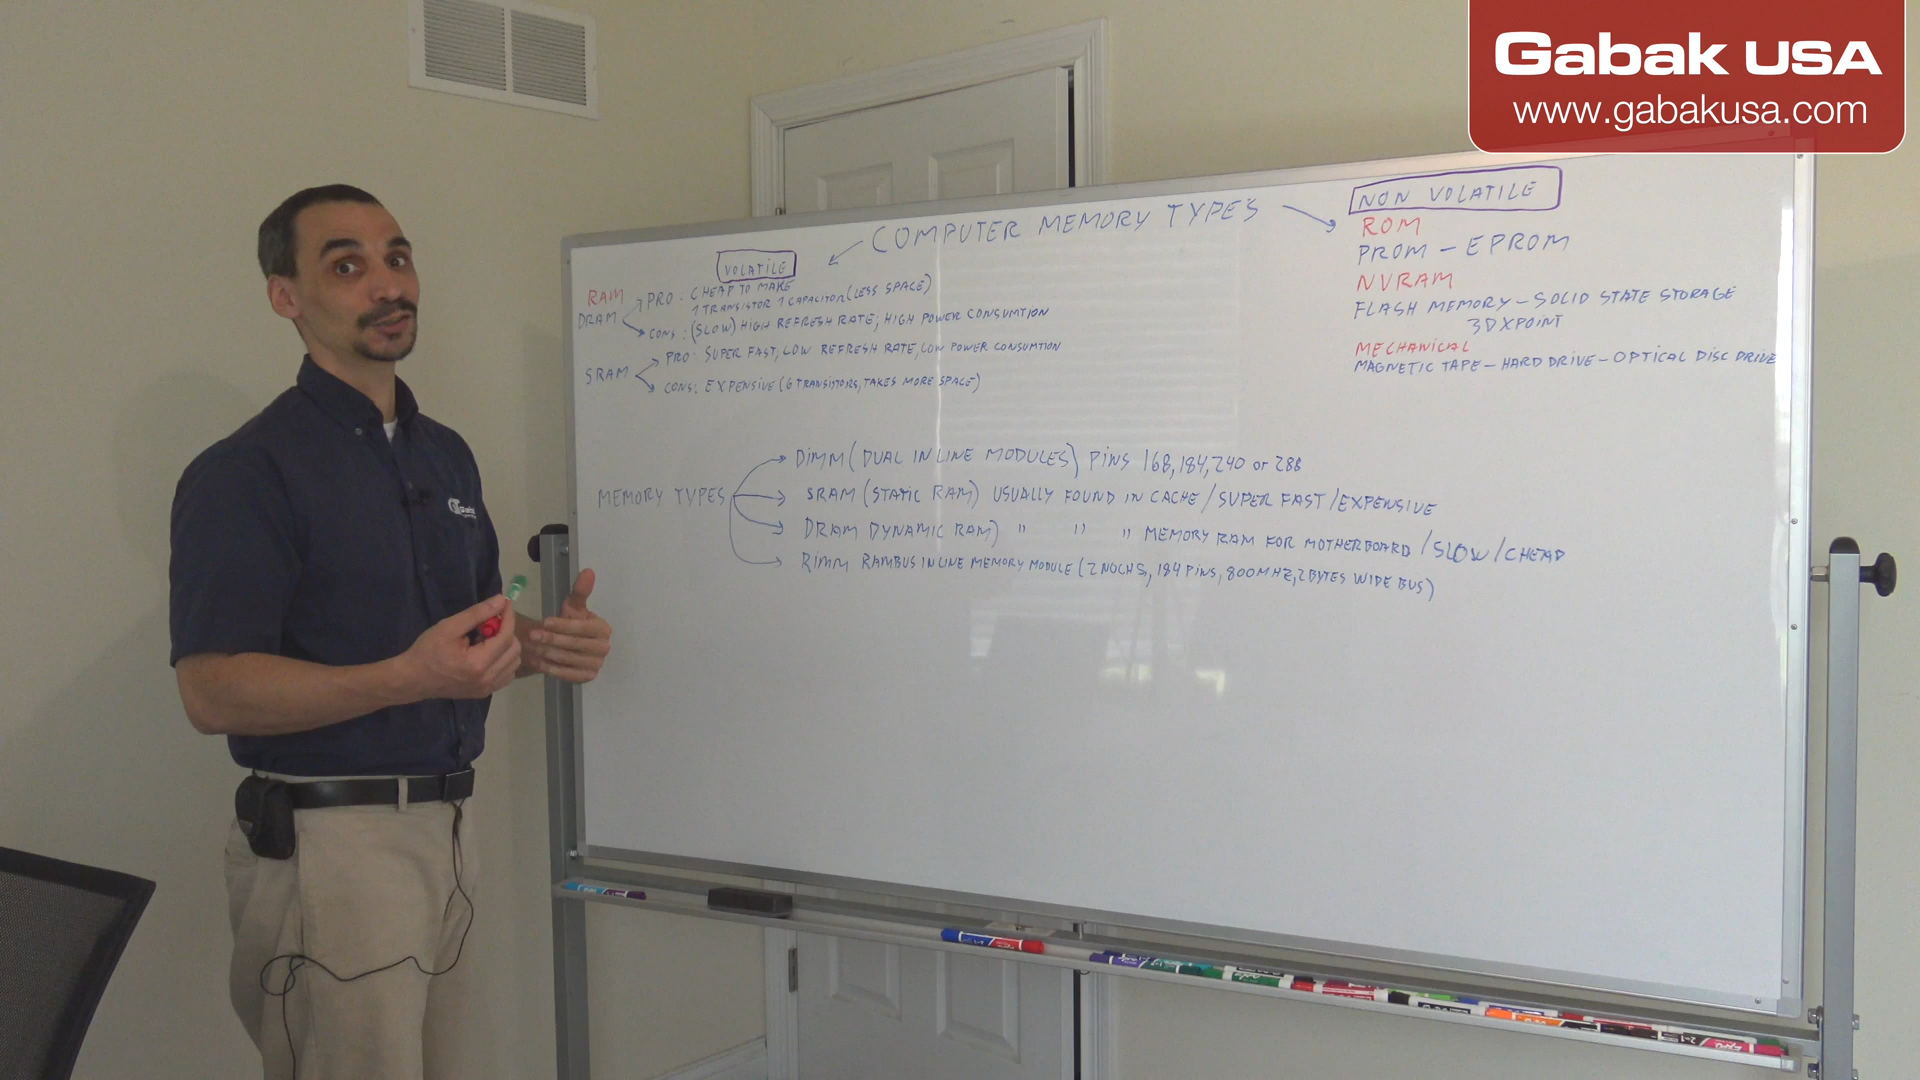 Gabak USA
www.gabakusa.com
COMPUTER MEMORY TYPES
VOLATILE
RAM
DRAM
PRO - CHEAP TO MAKE
1 TRANSISTOR 1 CAPACITOR (LESS SPACE)
CONS : (SLOW) HIGH REFRESH RATE; HIGH POWER CONSUMTION
SRAM
PRO: SUPER FAST, LOW REFRESH RATE, LOW POWER CONSUMTION
CONS: EXPENSIVE (6 TRANSISTORS, TAKES MORE SPACE)
NON VOLATILE
ROM
PROM - EPROM
NVRAM
FLASH MEMORY - SOLID STATE STORAGE
3DXPOINT
MECHANICAL
MAGNETIC TAPE - HARD DRIVE - OPTICAL DISC DRIVE
MEMORY TYPES
DIMM (DUAL IN LINE MODULES) PINS 168, 184, 240 or 288
SRAM (STATIC RAM) USUALLY FOUND IN CACHE / SUPER FAST / EXPENSIVE
DRAM DYNAMIC RAM) " " " MEMORY RAM FOR MOTHERBOARD / SLOW / CHEAP
RIMM RAMBUS IN LINE MEMORY MODULE (2 NOCHS, 184 PINS, 800MHZ, 2 BYTES WIDE BUS)